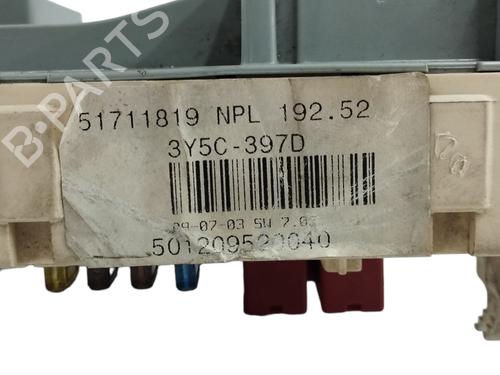 B-PARTS
51711819 NPL 192.52
3Y5C-397D
09-07-03 SW 7.03
501209520040